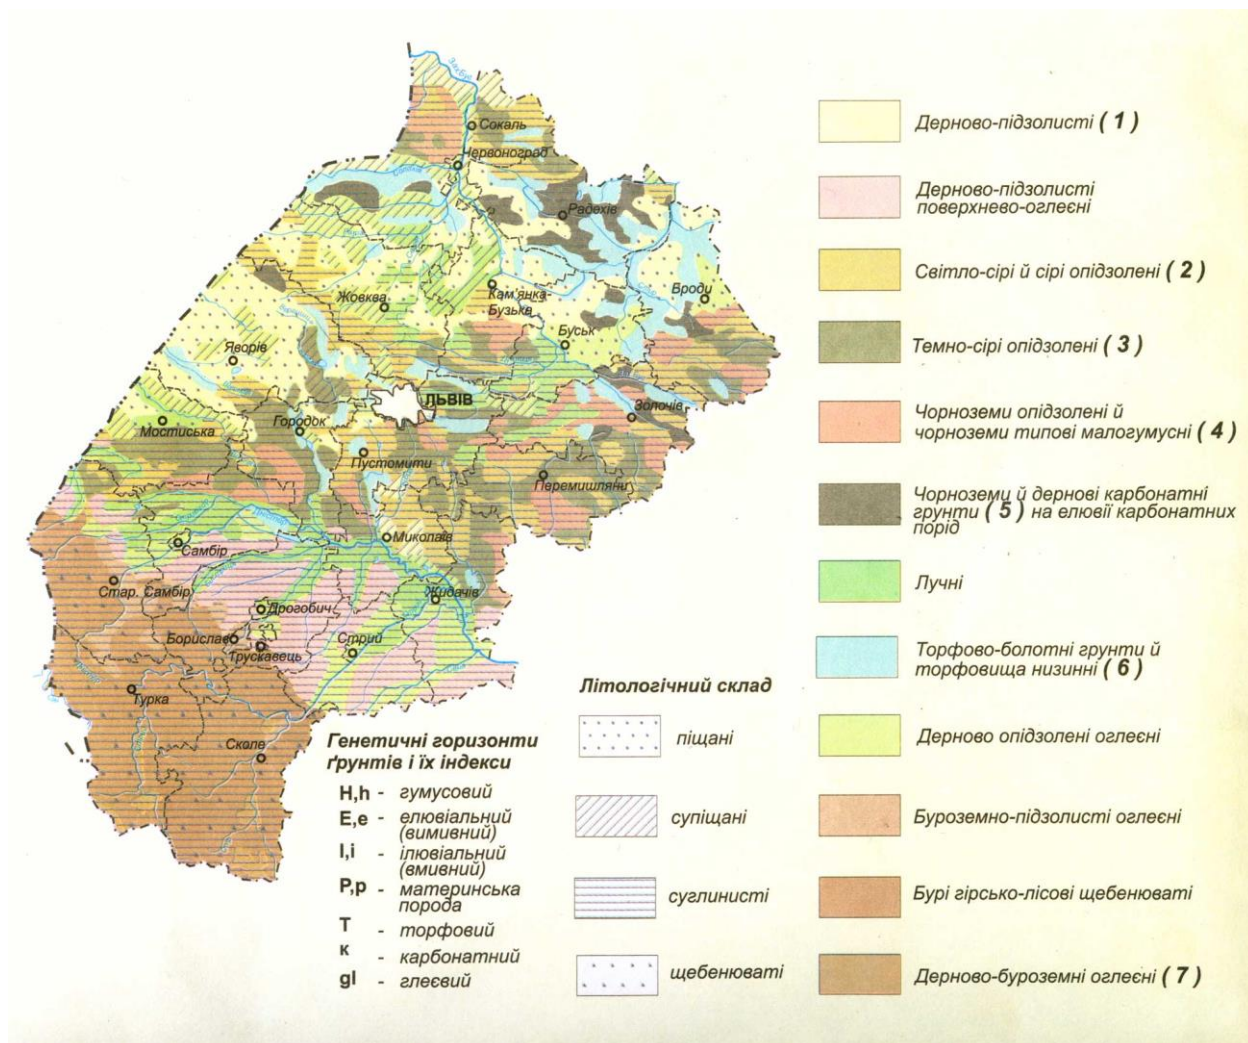 Зах.Буг
Сокаль
Червоноград
Радехів
Жовква
Кам'янка-
Бузька
Броди
Буськ
Яворів
ЛЬВІВ
Золочів
Мостиська
Городок
Пустомити
Перемишляни
Миколаїв
Самбір
Стар. Самбір
Дрогобич
Жидачів
Борислав
Трускавець
Стрий
Турка
Сколе
Дерново-підзолисті ( 1 )
Дерново-підзолисті
поверхнево-оглеєні
Світло-сірі й сірі опідзолені ( 2 )
Темно-сірі опідзолені ( 3 )
Чорноземи опідзолені й
чорноземи типові малогумусні ( 4 )
Чорноземи й дернові карбонатні
грунти ( 5 ) на елювії карбонатних
порід
Лучні
Торфово-болотні грунти й
торфовища низинні ( 6 )
Дерново опідзолені оглеєні
Буроземно-підзолисті оглеєні
Бурі гірсько-лісові щебенюваті
Дерново-буроземні оглеєні ( 7 )
Літологічний склад
піщані
супіщані
суглинисті
щебенюваті
Генетичні горизонти
ґрунтів і їх індекси
H,h - гумусовий
E,e - елювіальний
(вимивний)
I,i - ілювіальний
(вмивний)
P,p - материнська
порода
T - торфовий
к - карбонатний
gl - глеєвий